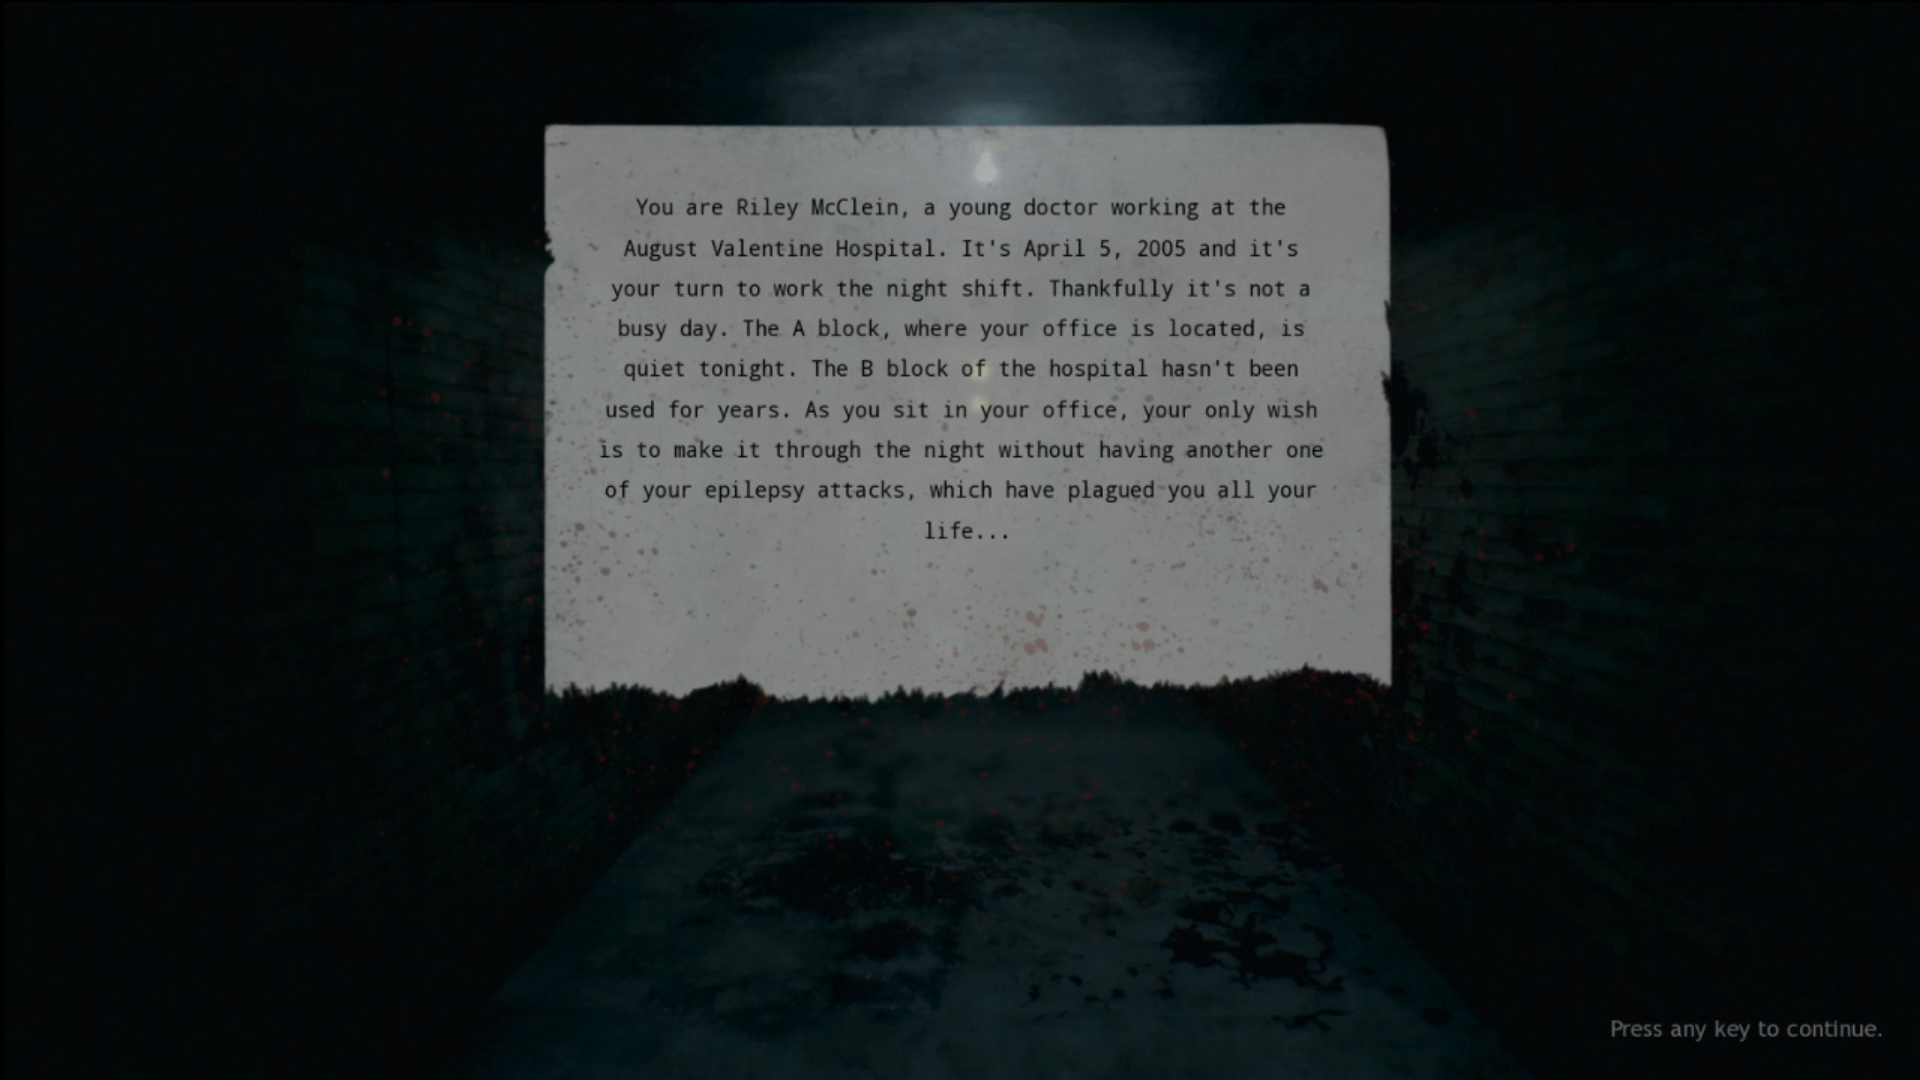 You are Riley McClein, a young doctor working at the
August Valentine Hospital. It's April 5, 2005 and it's
your turn to work the night shift. Thankfully it's not a
busy day. The A block, where your office is located, is
quiet tonight. The B block of the hospital hasn't been
used for years. As you sit in your office, your only wish
is to make it through the night without having another one
of your epilepsy attacks, which have plagued you all your
life...
Press any key to continue.